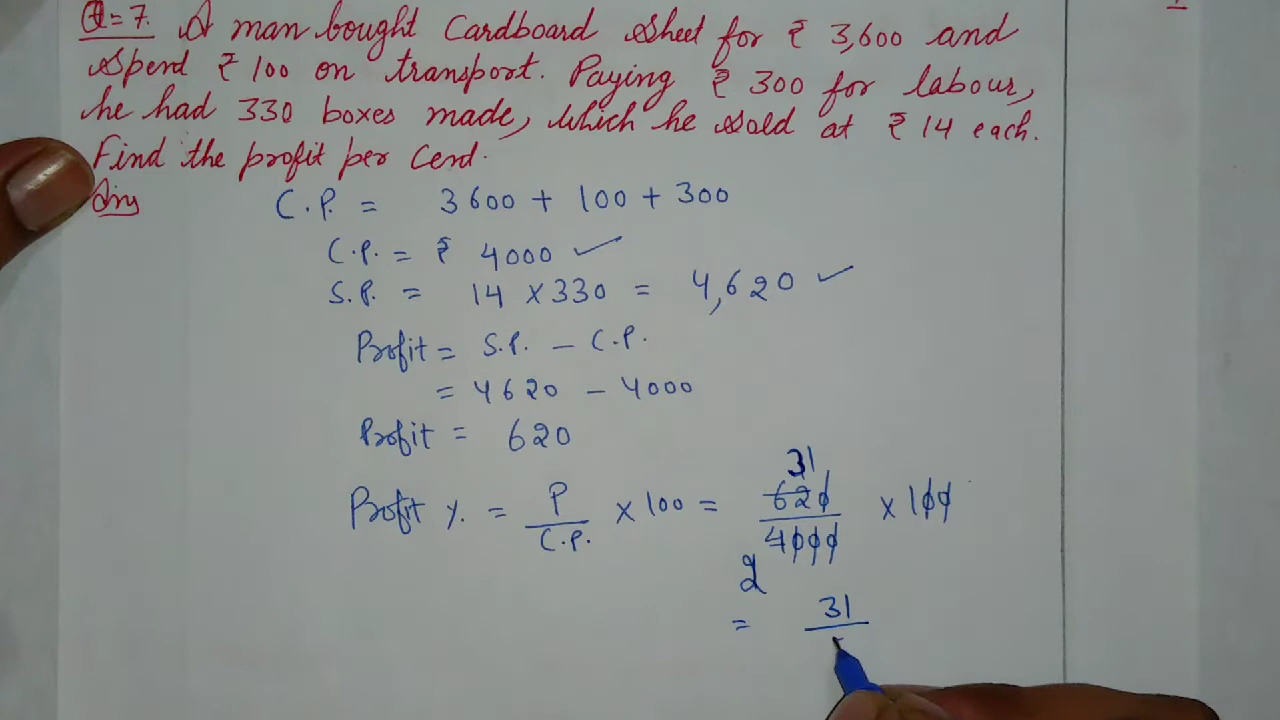 Q=7. A man bought Cardboard Sheet for ₹ 3,600 and
Spend ₹ 100 on transport. Paying ₹ 300 for labour,
he had 330 boxes made, which he sold at ₹ 14 each.
Find the profit per Cend.
Ans
C.P. = 3600 + 100 + 300
C.P. = ₹ 4000 ✓
S.P. = 14 × 330 = 4,620 ✓
Profit = S.P. – C.P.
= 4620 – 4000
Profit = 620
31
Profit %. = P/C.P. × 100 = 620/4000 × 100
2
= 31/